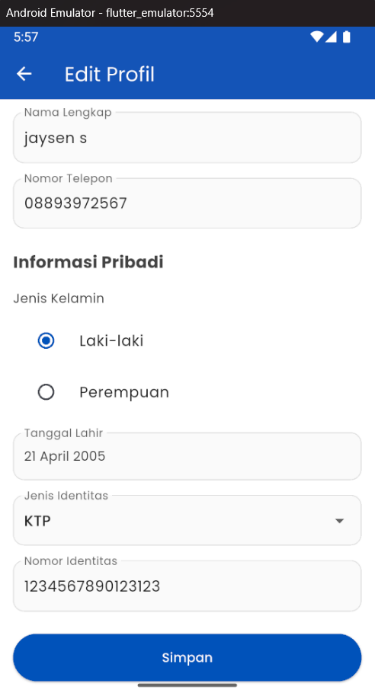 Android Emulator - flutter_emulator:5554
5:57
Edit Profil
Nama Lengkap
jaysen s
Nomor Telepon
08893972567
Informasi Pribadi
Jenis Kelamin
Laki-laki
Perempuan
Tanggal Lahir
21 April 2005
Jenis Identitas
KTP
Nomor Identitas
1234567890123123
Simpan